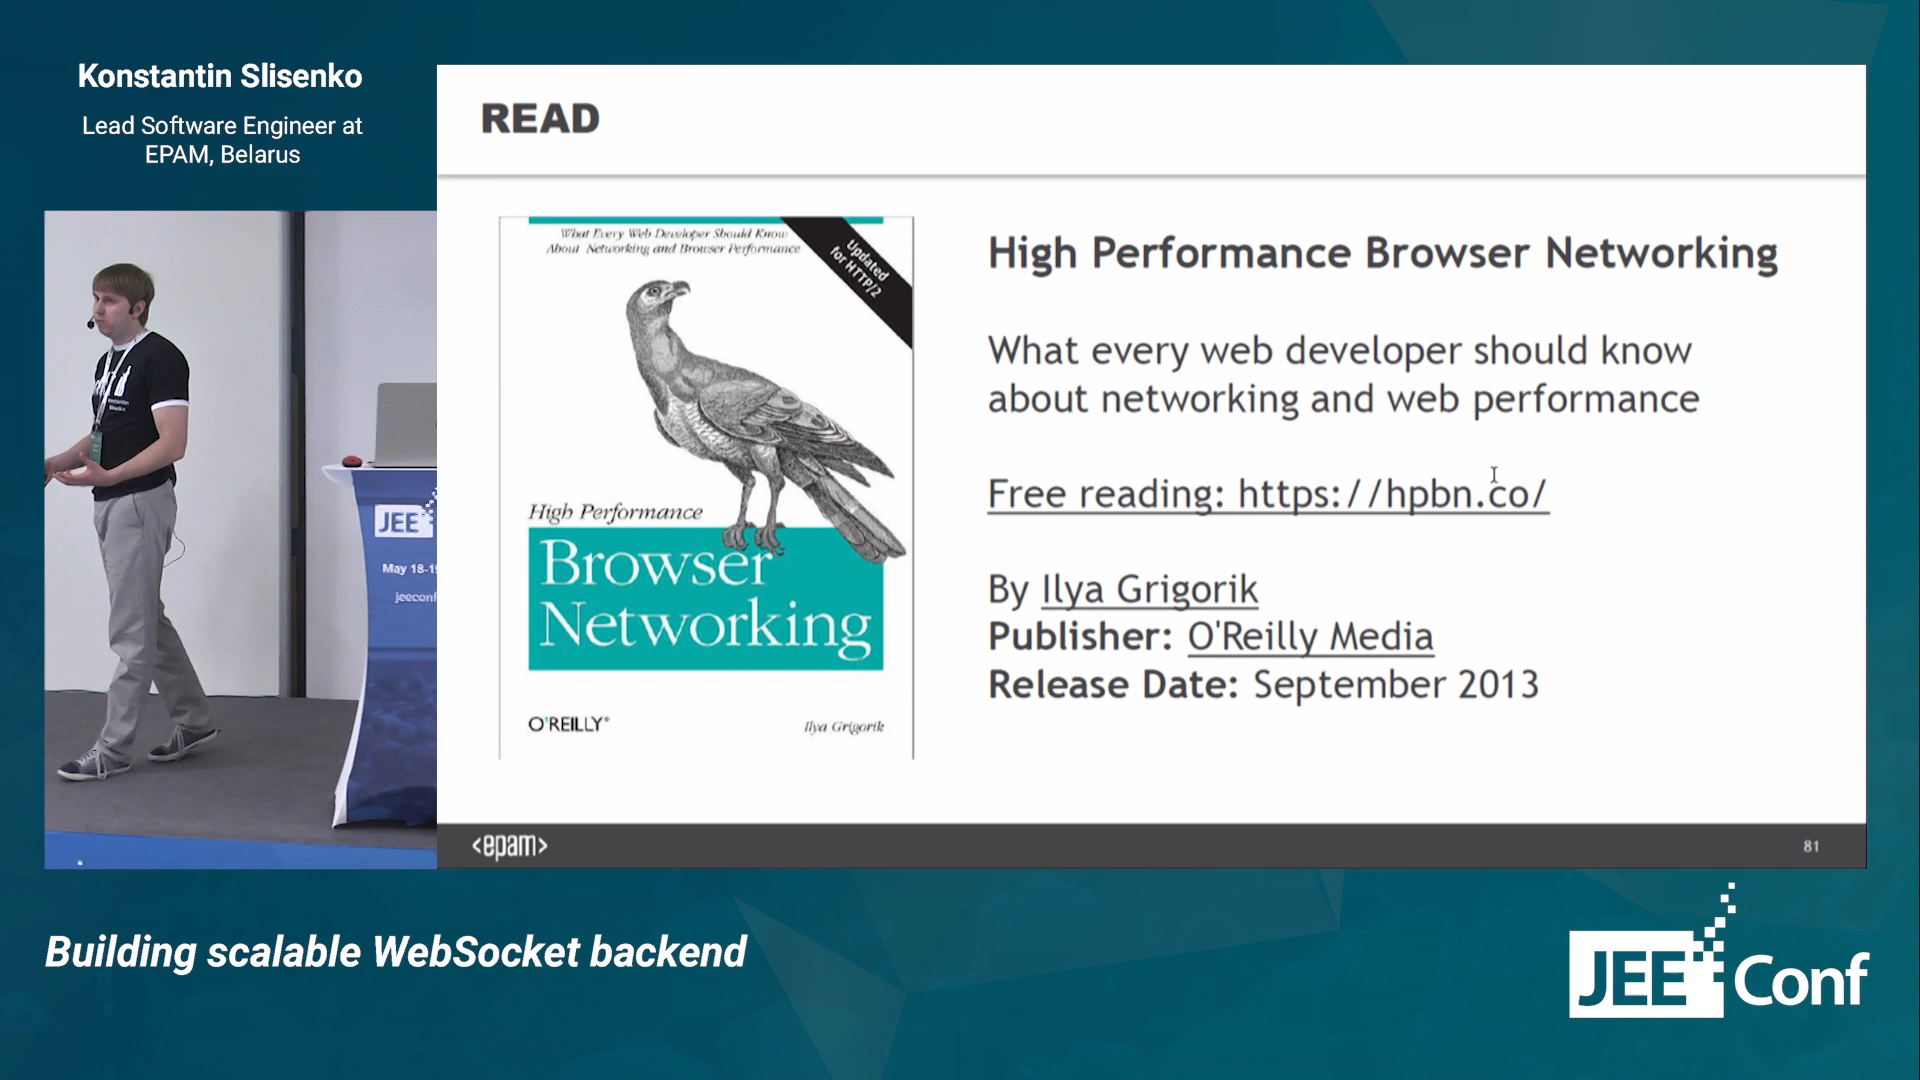 Konstantin Slisenko
Lead Software Engineer at
EPAM, Belarus
READ
What Every Web Developer Should Know
About Networking and Browser Performance
Updated
for HTTP/2
High Performance
Browser
Networking
O'REILLY®
Ilya Grigorik
High Performance Browser Networking
What every web developer should know
about networking and web performance
Free reading: https://hpbn.co/
By Ilya Grigorik
Publisher: O'Reilly Media
Release Date: September 2013
<epam>
81
Konstantin
Slisenko
JEE
May 18-19
jeeconf
Building scalable WebSocket backend
JEE Conf